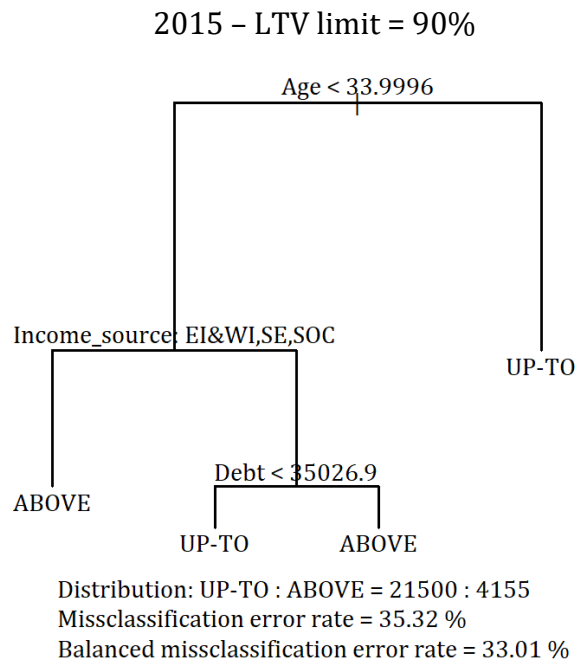 2015 – LTV limit = 90%
Age < 33.9996
Income_source: EI&WI,SE,SOC
UP-TO
Debt < 35026.9
ABOVE
UP-TO
ABOVE
Distribution: UP-TO : ABOVE = 21500 : 4155
Missclassification error rate = 35.32 %
Balanced missclassification error rate = 33.01 %